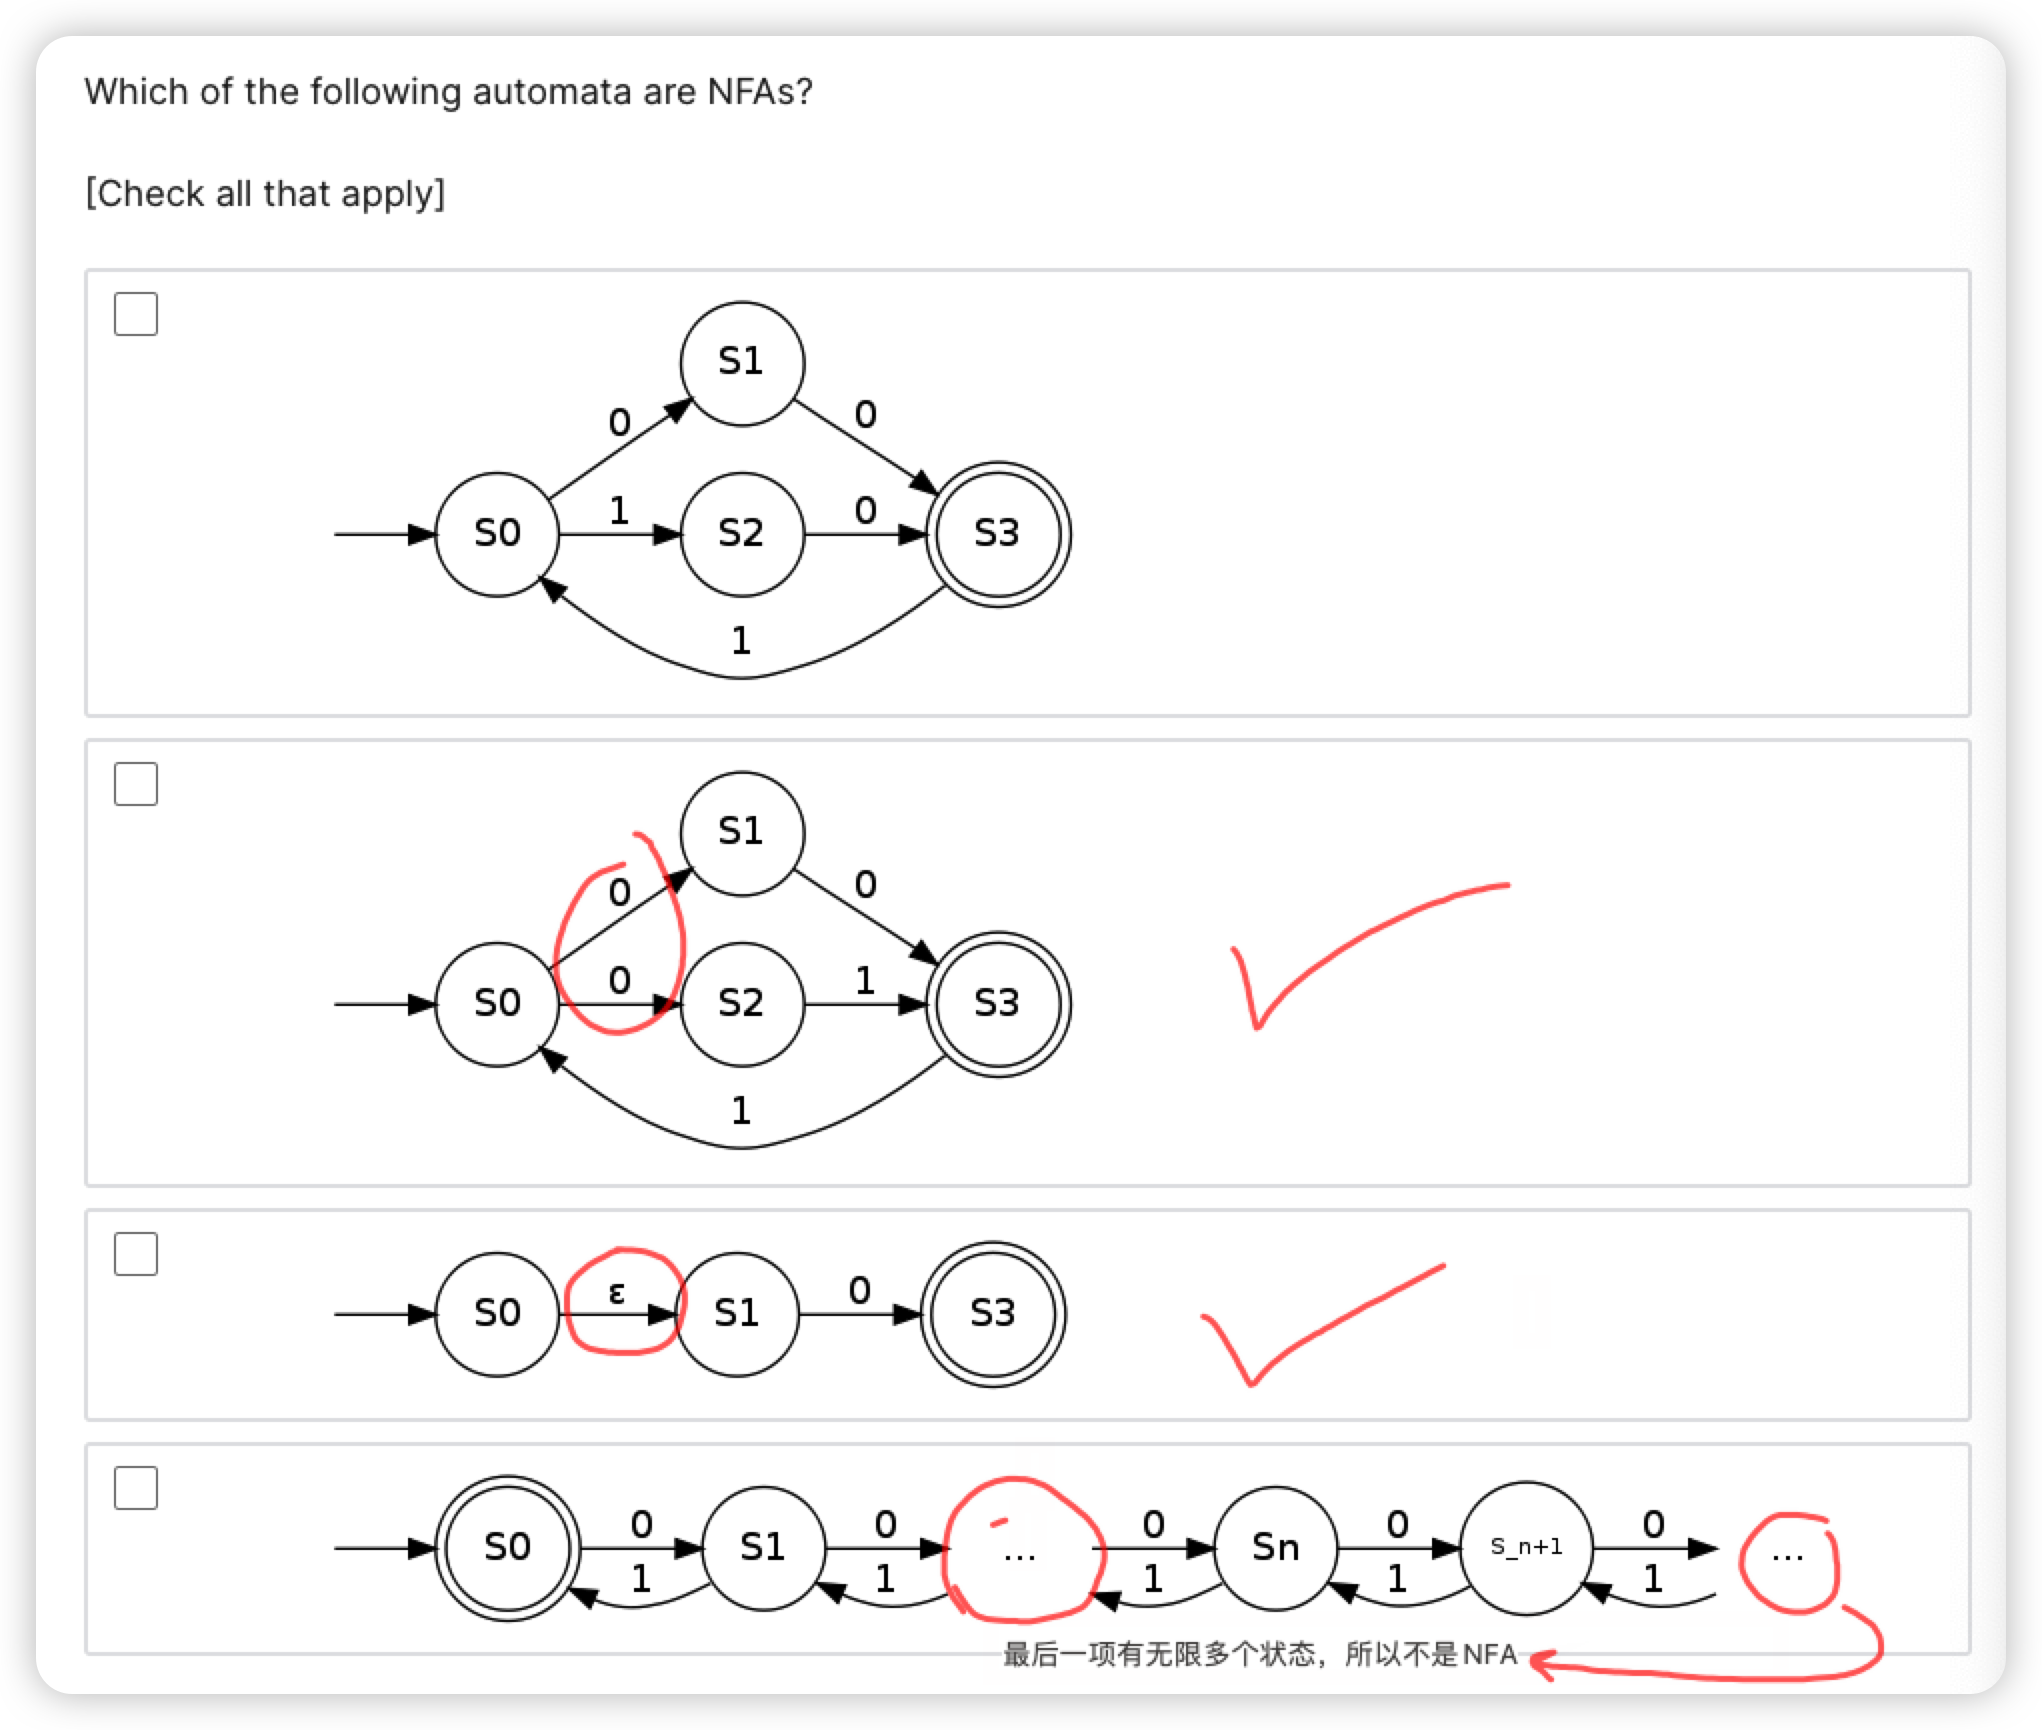 Which of the following automata are NFAs?
[Check all that apply]
S1
0
0
S0
1
S2
0
S3
1
S1
0
0
S0
0
S2
1
S3
1
S0
ε
S1
0
S3
S0
0
1
S1
0
1
...
0
1
Sn
0
1
S_n+1
0
1
...
最后一项有无限多个状态，所以不是NFA